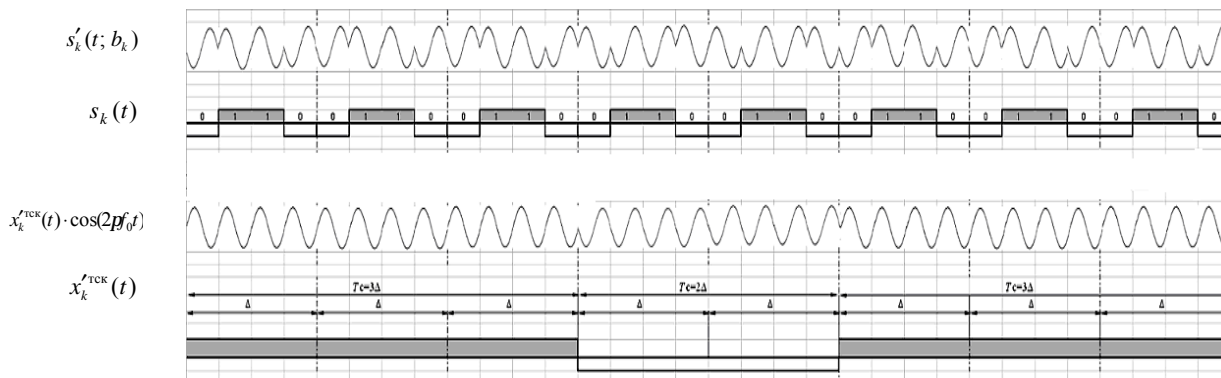 s′ₖ(t; bₖ)
sₖ(t)
0 1 1 0 0 1 1 0 0 1 1 0 0 1 1 0 0 1 1 0 0 1 1 0 0 1 1 0 0 1 1 0
x′ₖᵀᶜᴷ(t)·cos(2pf₀t)
x′ₖᵀᶜᴷ(t)
Tc=3Δ Tc=2Δ Tc=3Δ
Δ Δ Δ Δ Δ Δ Δ Δ